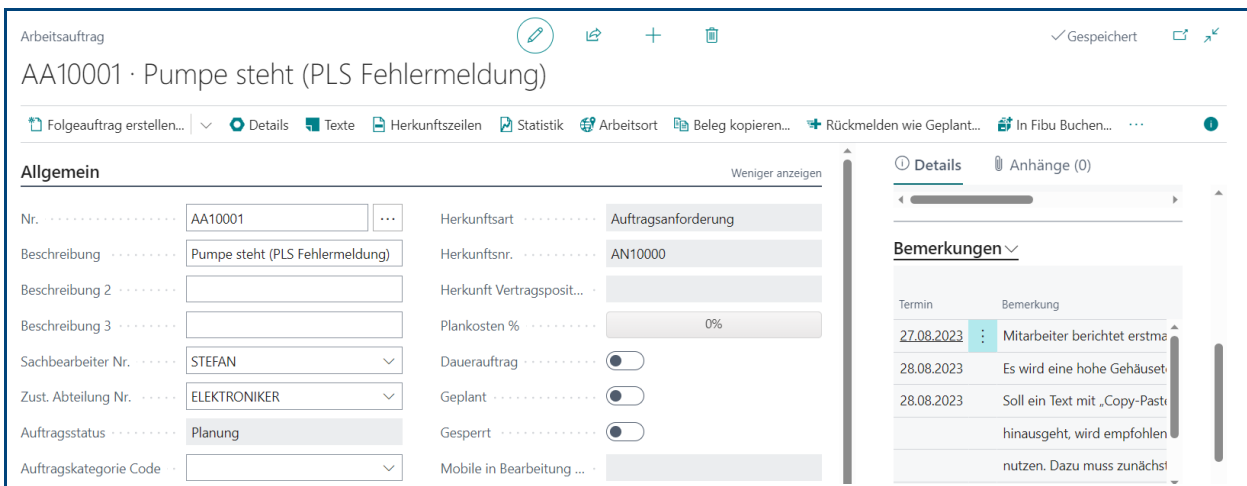 Arbeitsauftrag
Gespeichert
AA10001 · Pumpe steht (PLS Fehlermeldung)
Folgeauftrag erstellen... Details Texte Herkunftszeilen Statistik Arbeitsort Beleg kopieren... Rückmelden wie Geplant... In Fibu Buchen... ...
Allgemein
Weniger anzeigen
Nr. AA10001 ...
Beschreibung Pumpe steht (PLS Fehlermeldung)
Beschreibung 2
Beschreibung 3
Sachbearbeiter Nr. STEFAN
Zust. Abteilung Nr. ELEKTRONIKER
Auftragsstatus Planung
Auftragskategorie Code
Herkunftsart Auftragsanforderung
Herkunftsnr. AN10000
Herkunft Vertragsposit...
Plankosten % 0%
Dauerauftrag
Geplant
Gesperrt
Mobile in Bearbeitung ...
Details Anhänge (0)
Bemerkungen
Termin Bemerkung
27.08.2023 Mitarbeiter berichtet erstma
28.08.2023 Es wird eine hohe Gehäuset
28.08.2023 Soll ein Text mit „Copy-Paste
hinausgeht, wird empfohlen
nutzen. Dazu muss zunächst